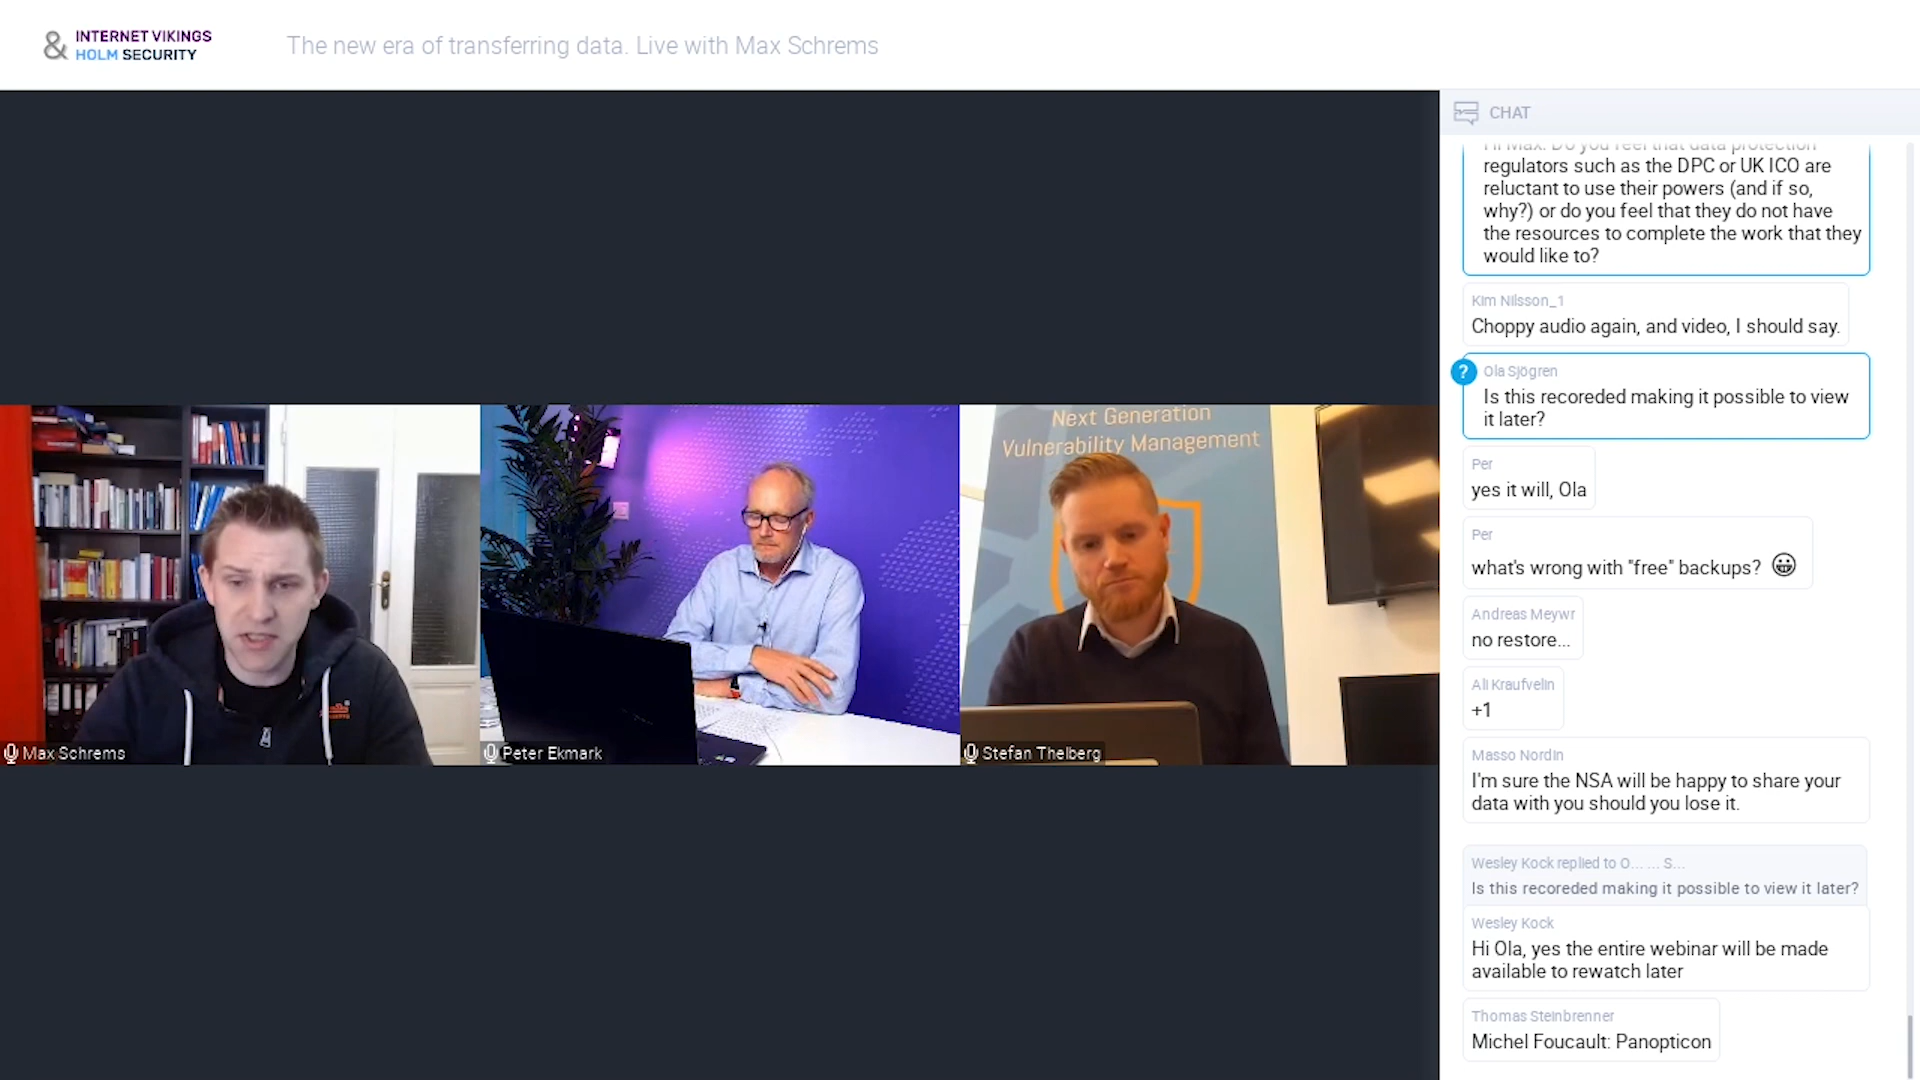 &
INTERNET VIKINGS
HOLM SECURITY
The new era of transferring data. Live with Max Schrems
Next Generation
Vulnerability Management
Max Schrems
Peter Ekmark
Stefan Thelberg
CHAT
Hi Max. Do you feel that data protection
regulators such as the DPC or UK ICO are
reluctant to use their powers (and if so,
why?) or do you feel that they do not have
the resources to complete the work that they
would like to?
Kim Nilsson_1
Choppy audio again, and video, I should say.
?
Ola Sjögren
Is this recoreded making it possible to view
it later?
Per
yes it will, Ola
Per
what's wrong with "free" backups? 😀
Andreas Meywr
no restore...
Ali Kraufvelin
+1
Masso Nordin
I'm sure the NSA will be happy to share your
data with you should you lose it.
Wesley Kock replied to O... ... S...
Is this recoreded making it possible to view it later?
Wesley Kock
Hi Ola, yes the entire webinar will be made
available to rewatch later
Thomas Steinbrenner
Michel Foucault: Panopticon